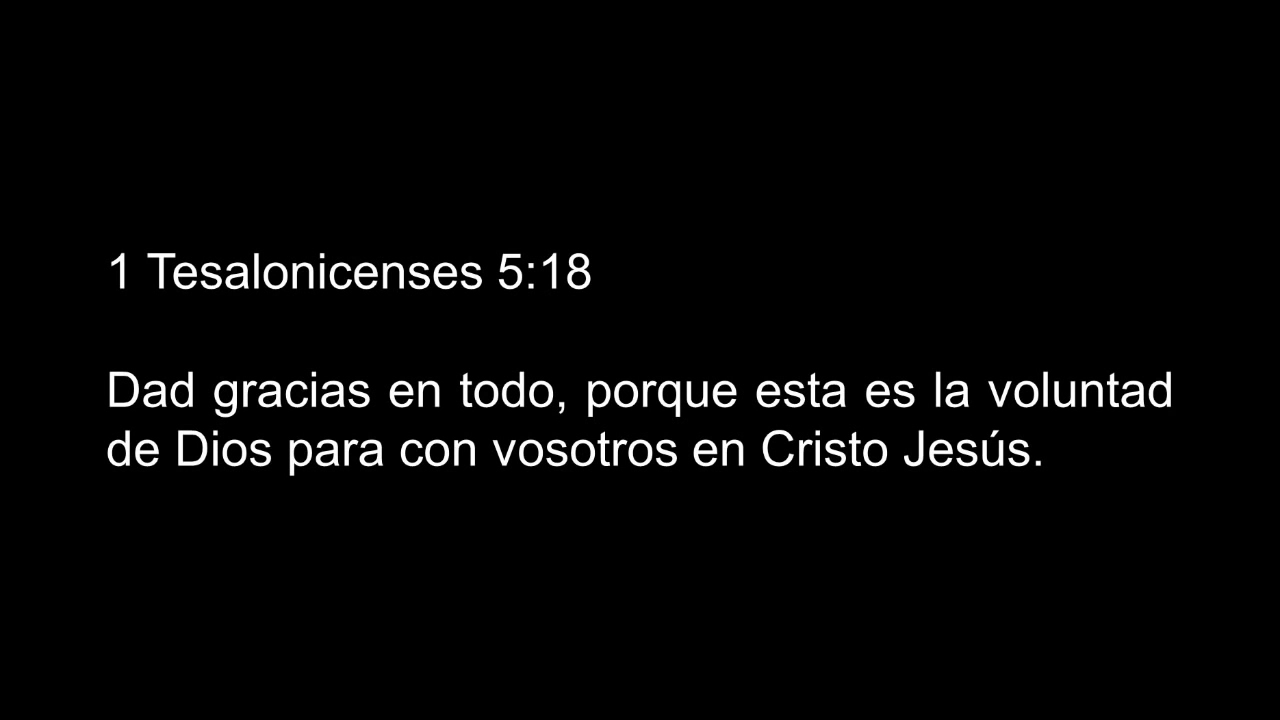 1 Tesalonicenses 5:18
Dad gracias en todo, porque esta es la voluntad
de Dios para con vosotros en Cristo Jesús.